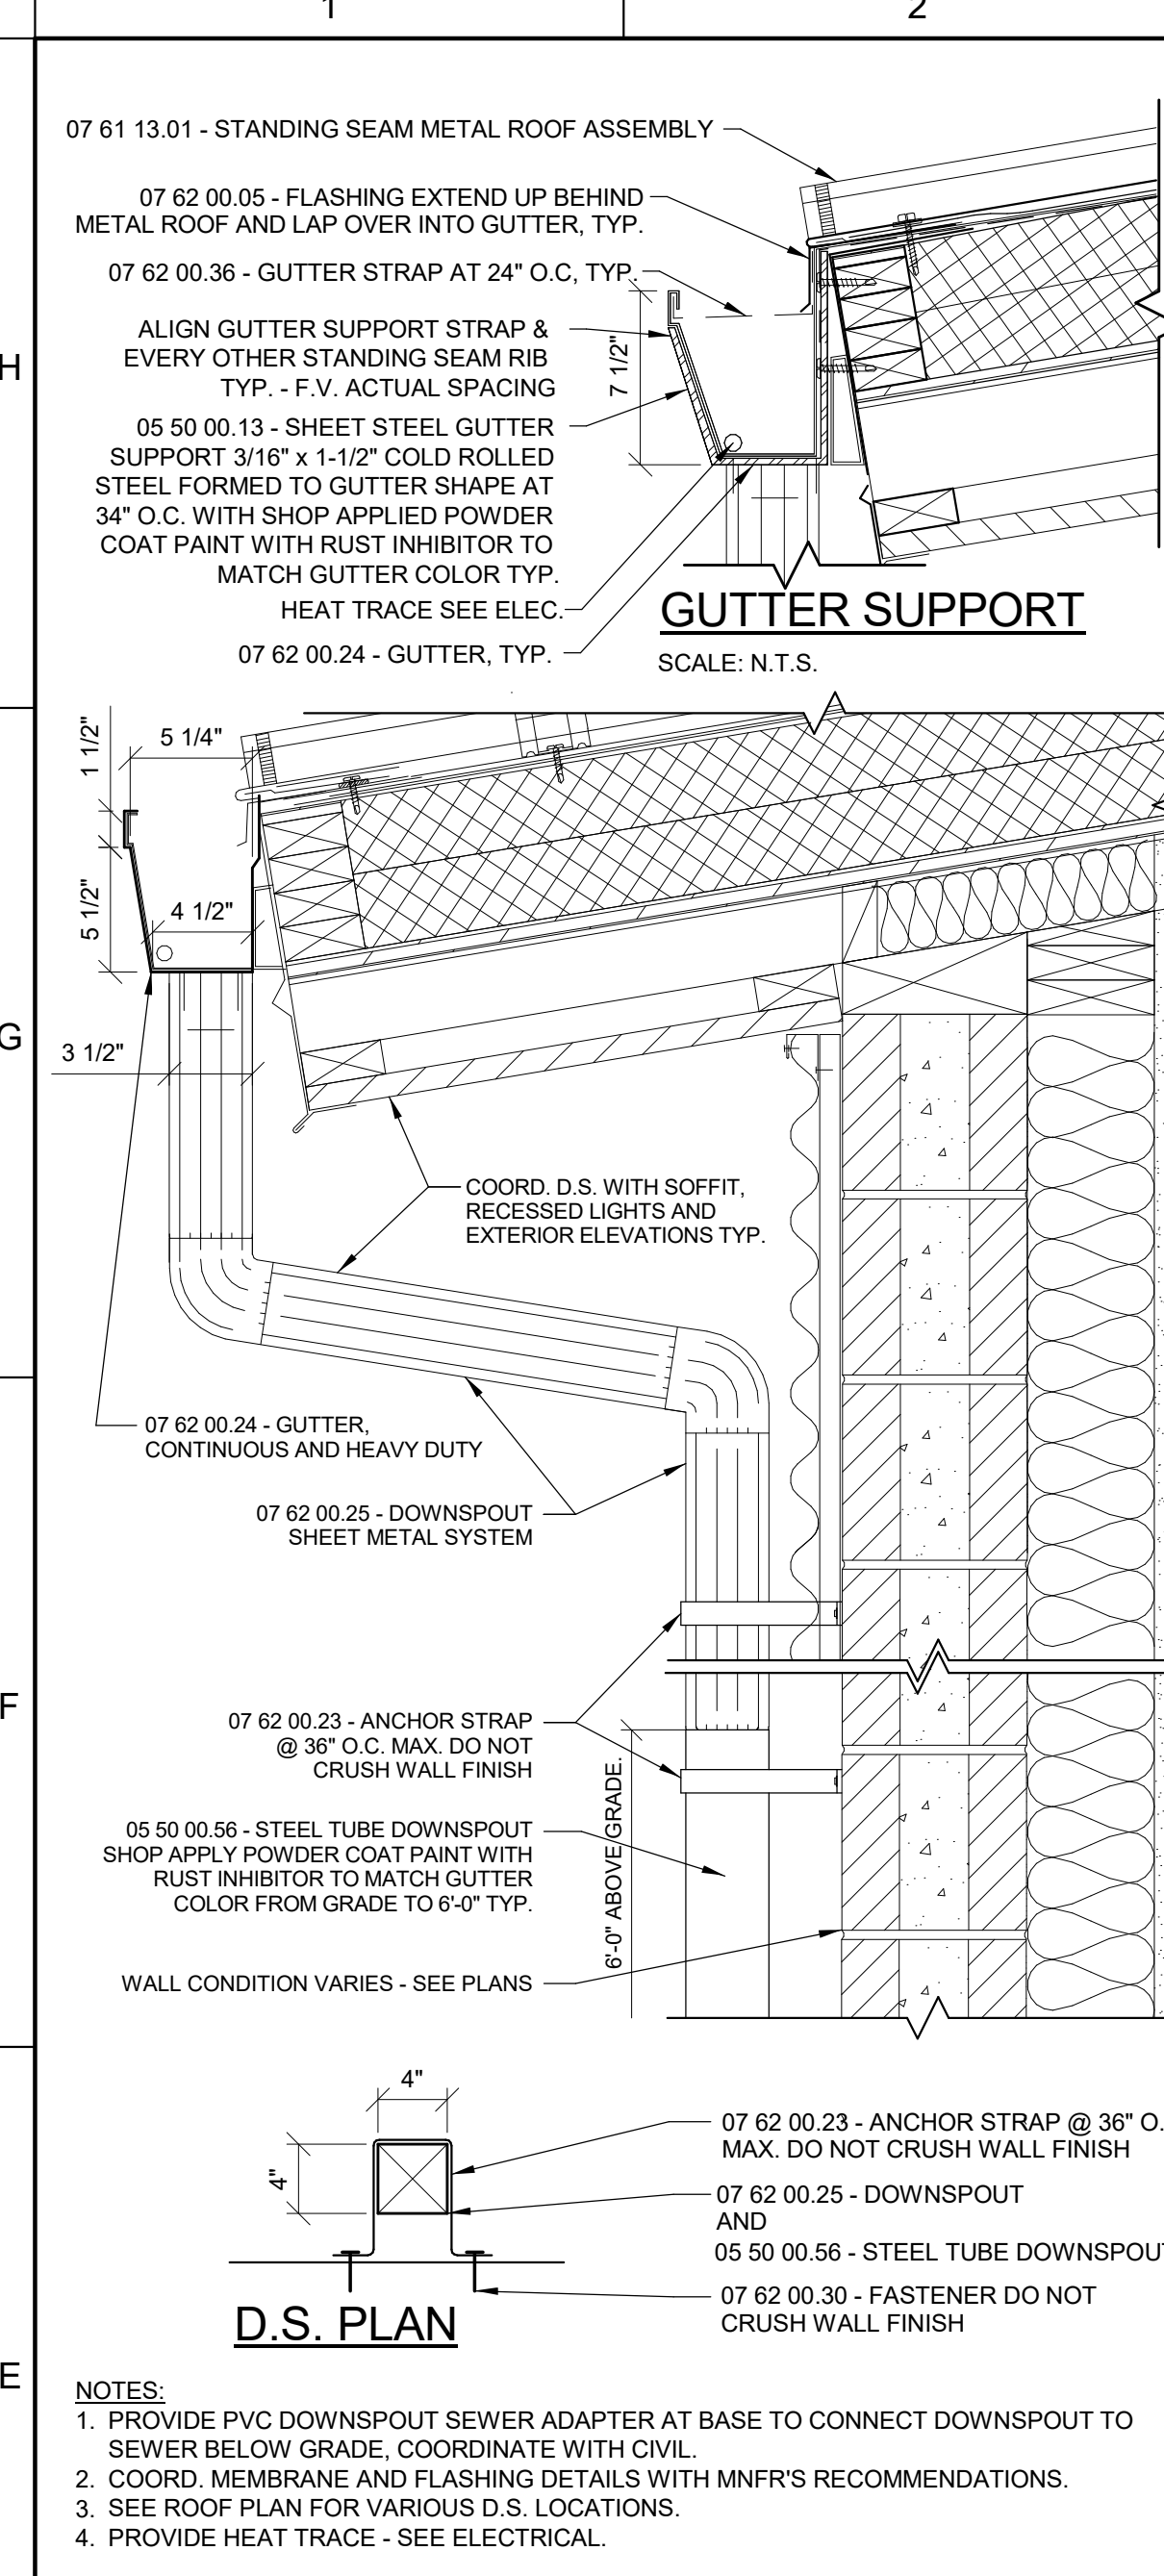 1
2
07 61 13.01 - STANDING SEAM METAL ROOF ASSEMBLY
07 62 00.05 - FLASHING EXTEND UP BEHIND
METAL ROOF AND LAP OVER INTO GUTTER, TYP.
07 62 00.36 - GUTTER STRAP AT 24" O.C, TYP.
ALIGN GUTTER SUPPORT STRAP &
EVERY OTHER STANDING SEAM RIB
TYP. - F.V. ACTUAL SPACING
7 1/2"
H
05 50 00.13 - SHEET STEEL GUTTER
SUPPORT 3/16" x 1-1/2" COLD ROLLED
STEEL FORMED TO GUTTER SHAPE AT
34" O.C. WITH SHOP APPLIED POWDER
COAT PAINT WITH RUST INHIBITOR TO
MATCH GUTTER COLOR TYP.
HEAT TRACE SEE ELEC.
07 62 00.24 - GUTTER, TYP.
GUTTER SUPPORT
SCALE: N.T.S.
1 1/2"
5 1/4"
5 1/2"
4 1/2"
G
3 1/2"
COORD. D.S. WITH SOFFIT,
RECESSED LIGHTS AND
EXTERIOR ELEVATIONS TYP.
07 62 00.24 - GUTTER,
CONTINUOUS AND HEAVY DUTY
07 62 00.25 - DOWNSPOUT
SHEET METAL SYSTEM
F
07 62 00.23 - ANCHOR STRAP
@ 36" O.C. MAX. DO NOT
CRUSH WALL FINISH
05 50 00.56 - STEEL TUBE DOWNSPOUT
SHOP APPLY POWDER COAT PAINT WITH
RUST INHIBITOR TO MATCH GUTTER
COLOR FROM GRADE TO 6'-0" TYP.
6'-0" ABOVE GRADE.
WALL CONDITION VARIES - SEE PLANS
4"
4"
07 62 00.23 - ANCHOR STRAP @ 36" O.
MAX. DO NOT CRUSH WALL FINISH
07 62 00.25 - DOWNSPOUT
AND
05 50 00.56 - STEEL TUBE DOWNSPOUT
07 62 00.30 - FASTENER DO NOT
CRUSH WALL FINISH
D.S. PLAN
E
NOTES:
1. PROVIDE PVC DOWNSPOUT SEWER ADAPTER AT BASE TO CONNECT DOWNSPOUT TO
SEWER BELOW GRADE, COORDINATE WITH CIVIL.
2. COORD. MEMBRANE AND FLASHING DETAILS WITH MNFR'S RECOMMENDATIONS.
3. SEE ROOF PLAN FOR VARIOUS D.S. LOCATIONS.
4. PROVIDE HEAT TRACE - SEE ELECTRICAL.